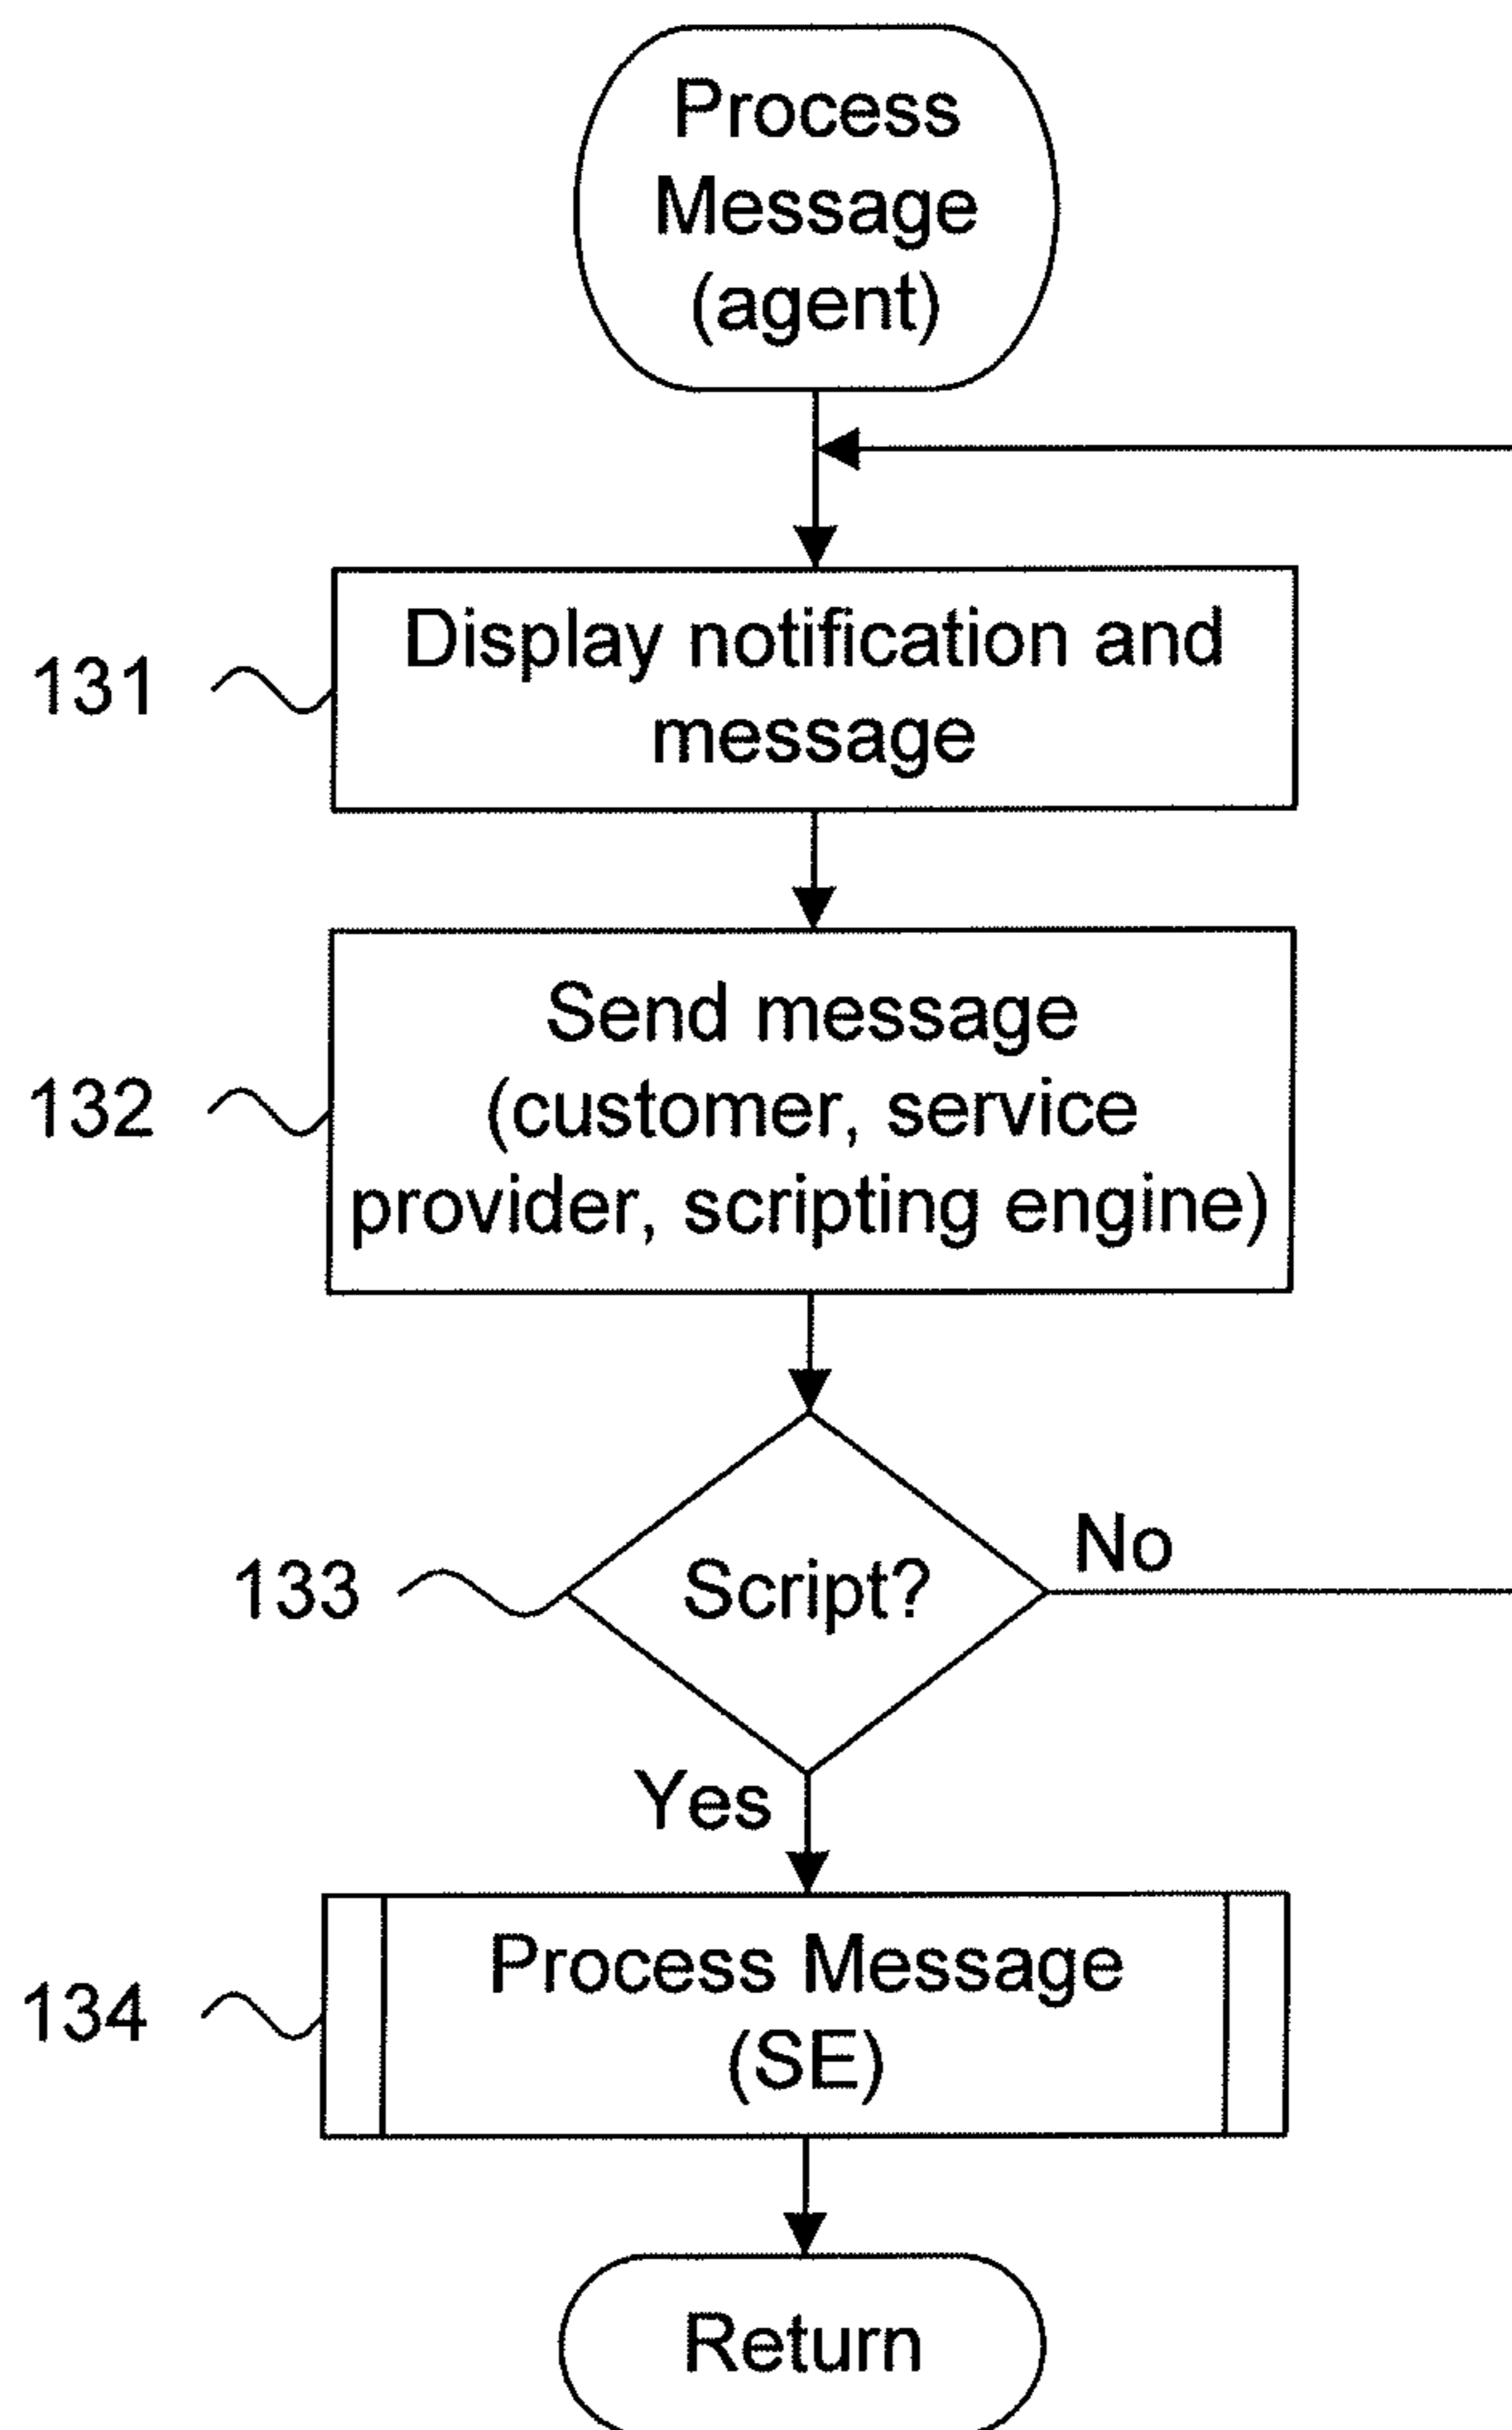 Process
Message
(agent)
131
Display notification and
message
132
Send message
(customer, service
provider, scripting engine)
133
Script?
No
Yes
134
Process Message
(SE)
Return